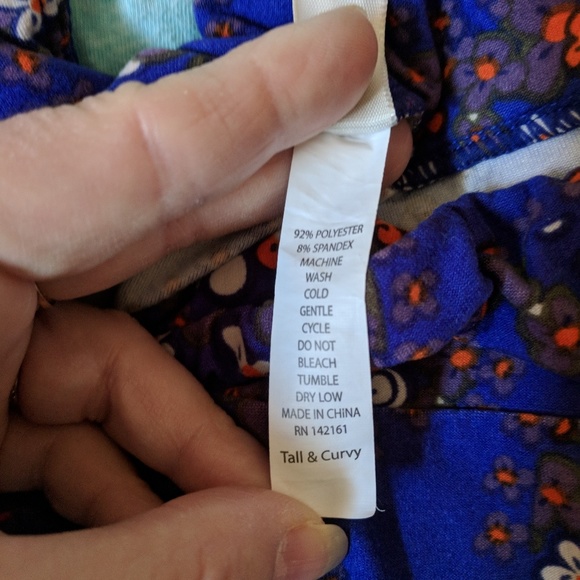 92% POLYESTER
8% SPANDEX
MACHINE
WASH
COLD
GENTLE
CYCLE
DO NOT
BLEACH
TUMBLE
DRY LOW
MADE IN CHINA
RN 142161
Tall & Curvy